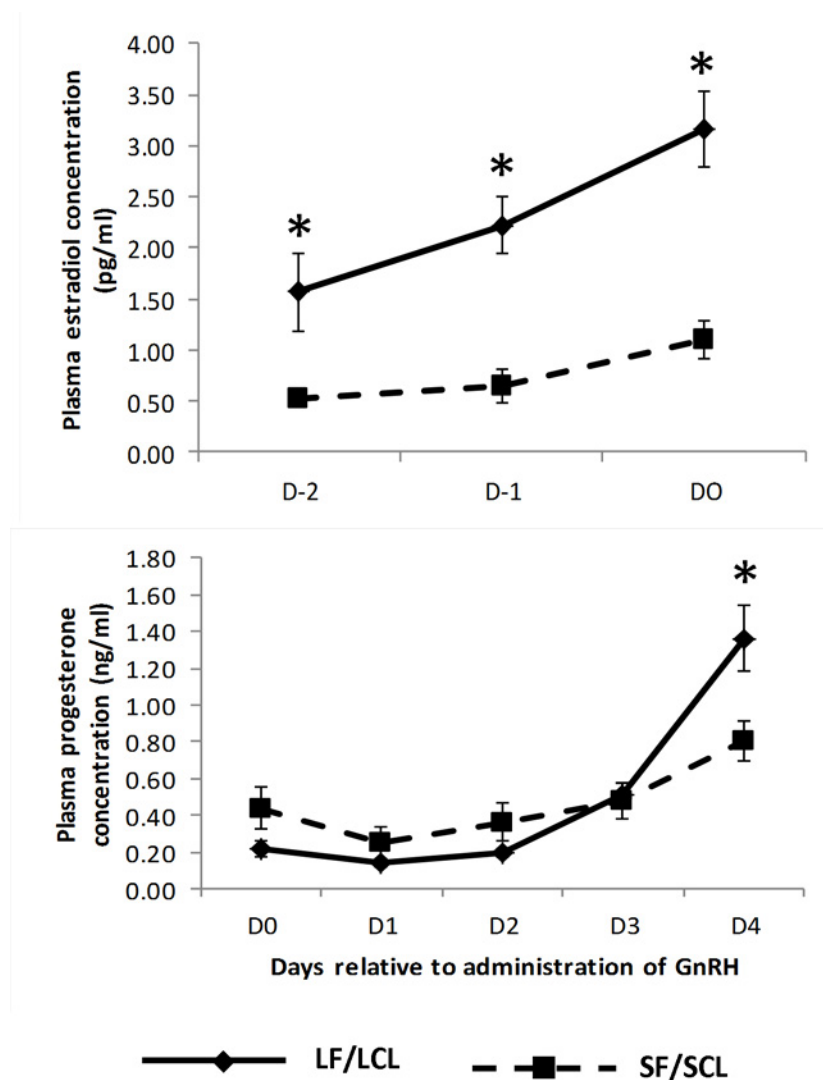 4.00
3.50
3.00
2.50
2.00
1.50
1.00
0.50
0.00
Plasma estradiol concentration
(pg/ml)
*
*
*
D-2 D-1 DO
1.80
1.60
1.40
1.20
1.00
0.80
0.60
0.40
0.20
0.00
Plasma progesterone
concentration (ng/ml)
*
D0 D1 D2 D3 D4
Days relative to administration of GnRH
LF/LCL SF/SCL